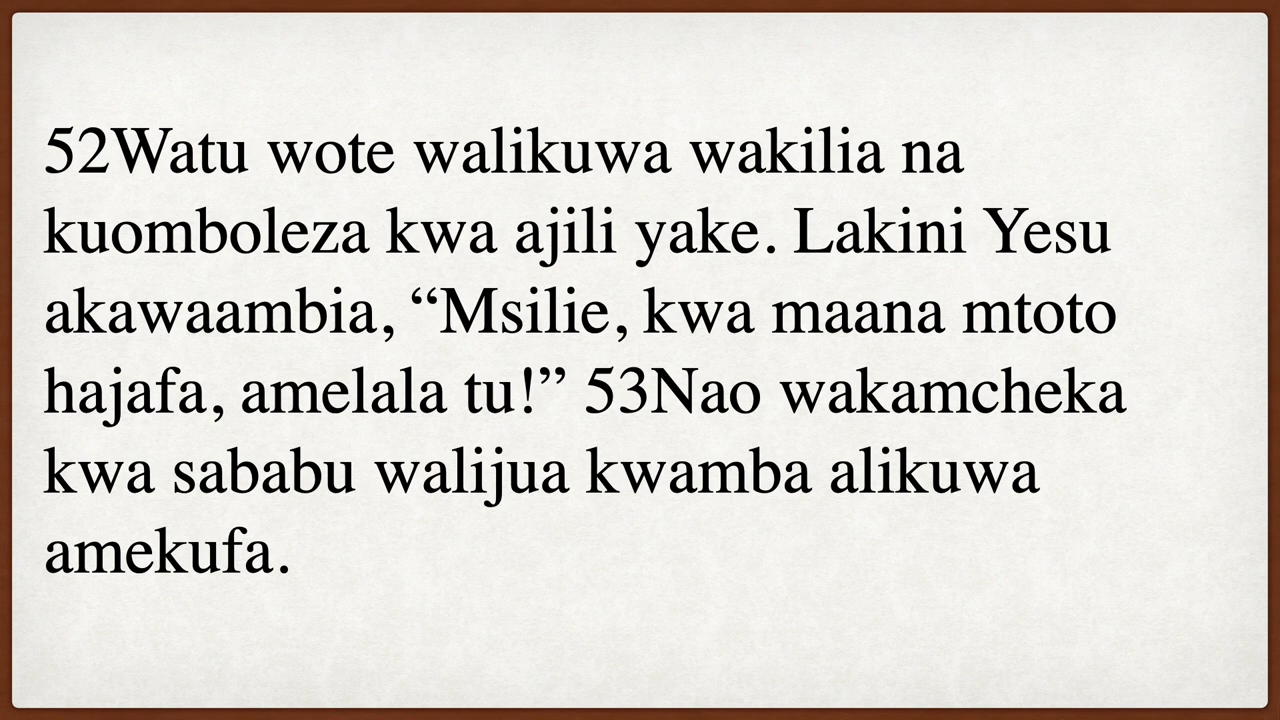 52Watu wote walikuwa wakilia na
kuomboleza kwa ajili yake. Lakini Yesu
akawaambia, “Msilie, kwa maana mtoto
hajafa, amelala tu!” 53Nao wakamcheka
kwa sababu walijua kwamba alikuwa
amekufa.